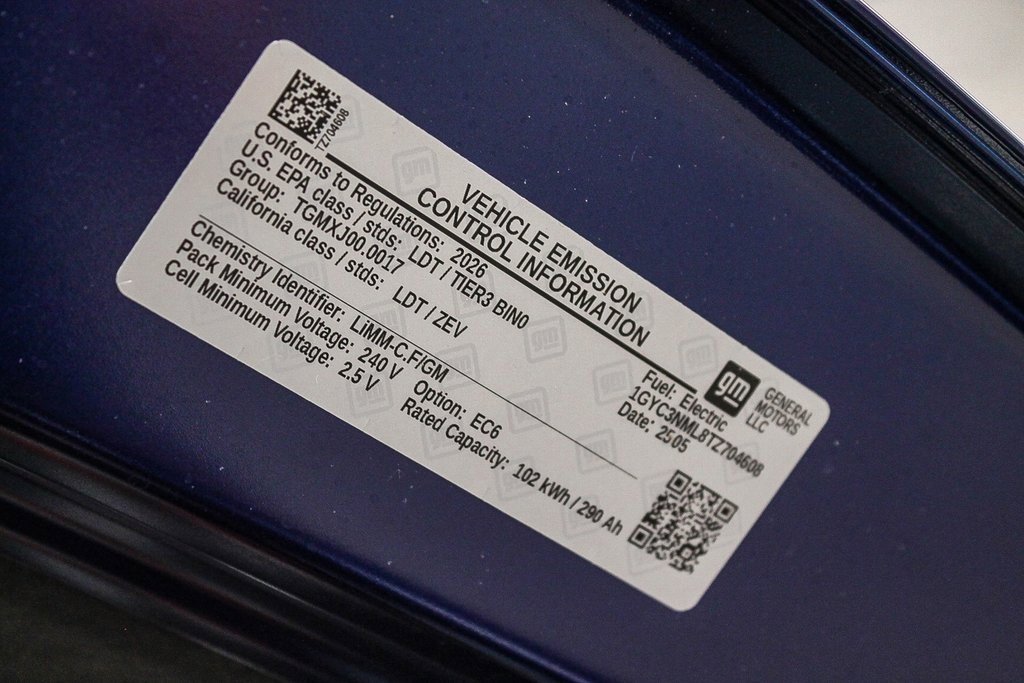 TZ704608
VEHICLE EMISSION
CONTROL INFORMATION
gm
GENERAL
MOTORS
LLC
Conforms to Regulations: 2026
U.S. EPA class / stds: LDT / TIER3 BIN0
Group: TGMXJ00.0017
California class / stds: LDT / ZEV
Fuel: Electric
1GYC3NML8TZ704608
Date: 2505
Chemistry Identifier: LiMM-C,F/GM
Pack Minimum Voltage: 240 V Option: EC6
Cell Minimum Voltage: 2.5 V Rated Capacity: 102 kWh / 290 Ah